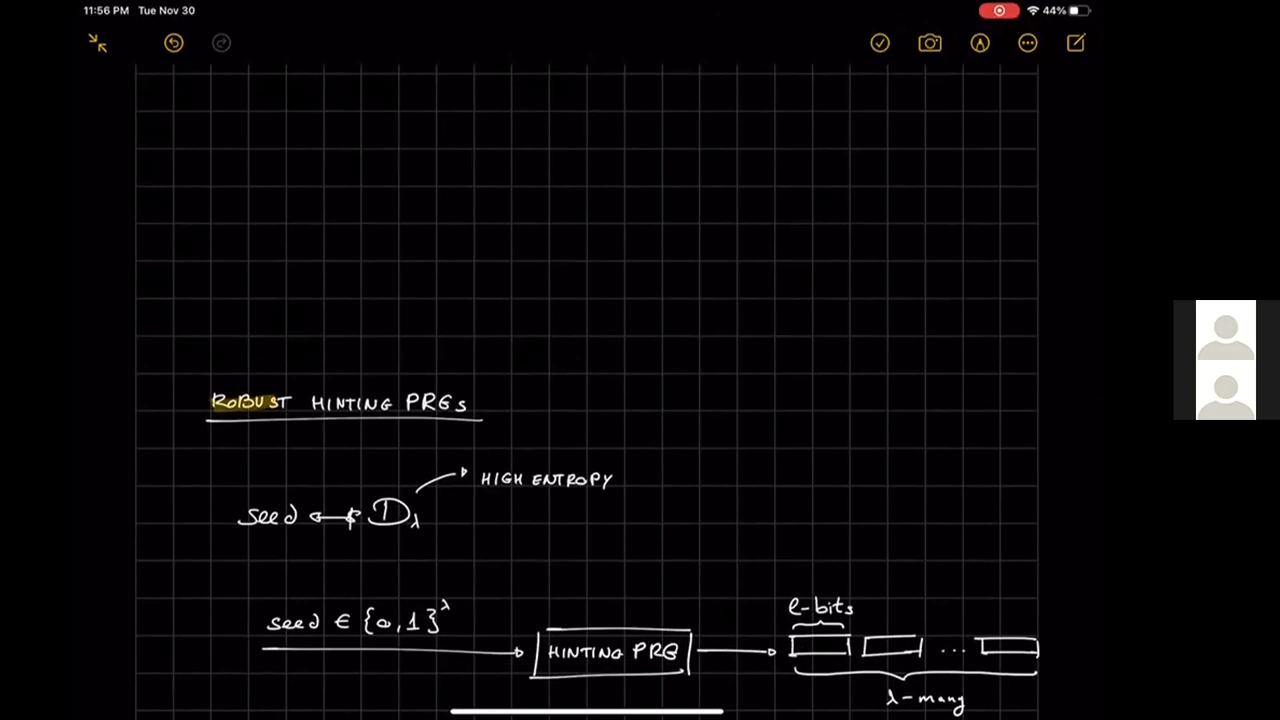 11:56 PM Tue Nov 30
44%
ROBUST HINTING PRGs
HIGH ENTROPY
seed ←$ D_λ
ℓ-bits
seed ∈ {0,1}^λ
HINTING PRG
...
λ-many